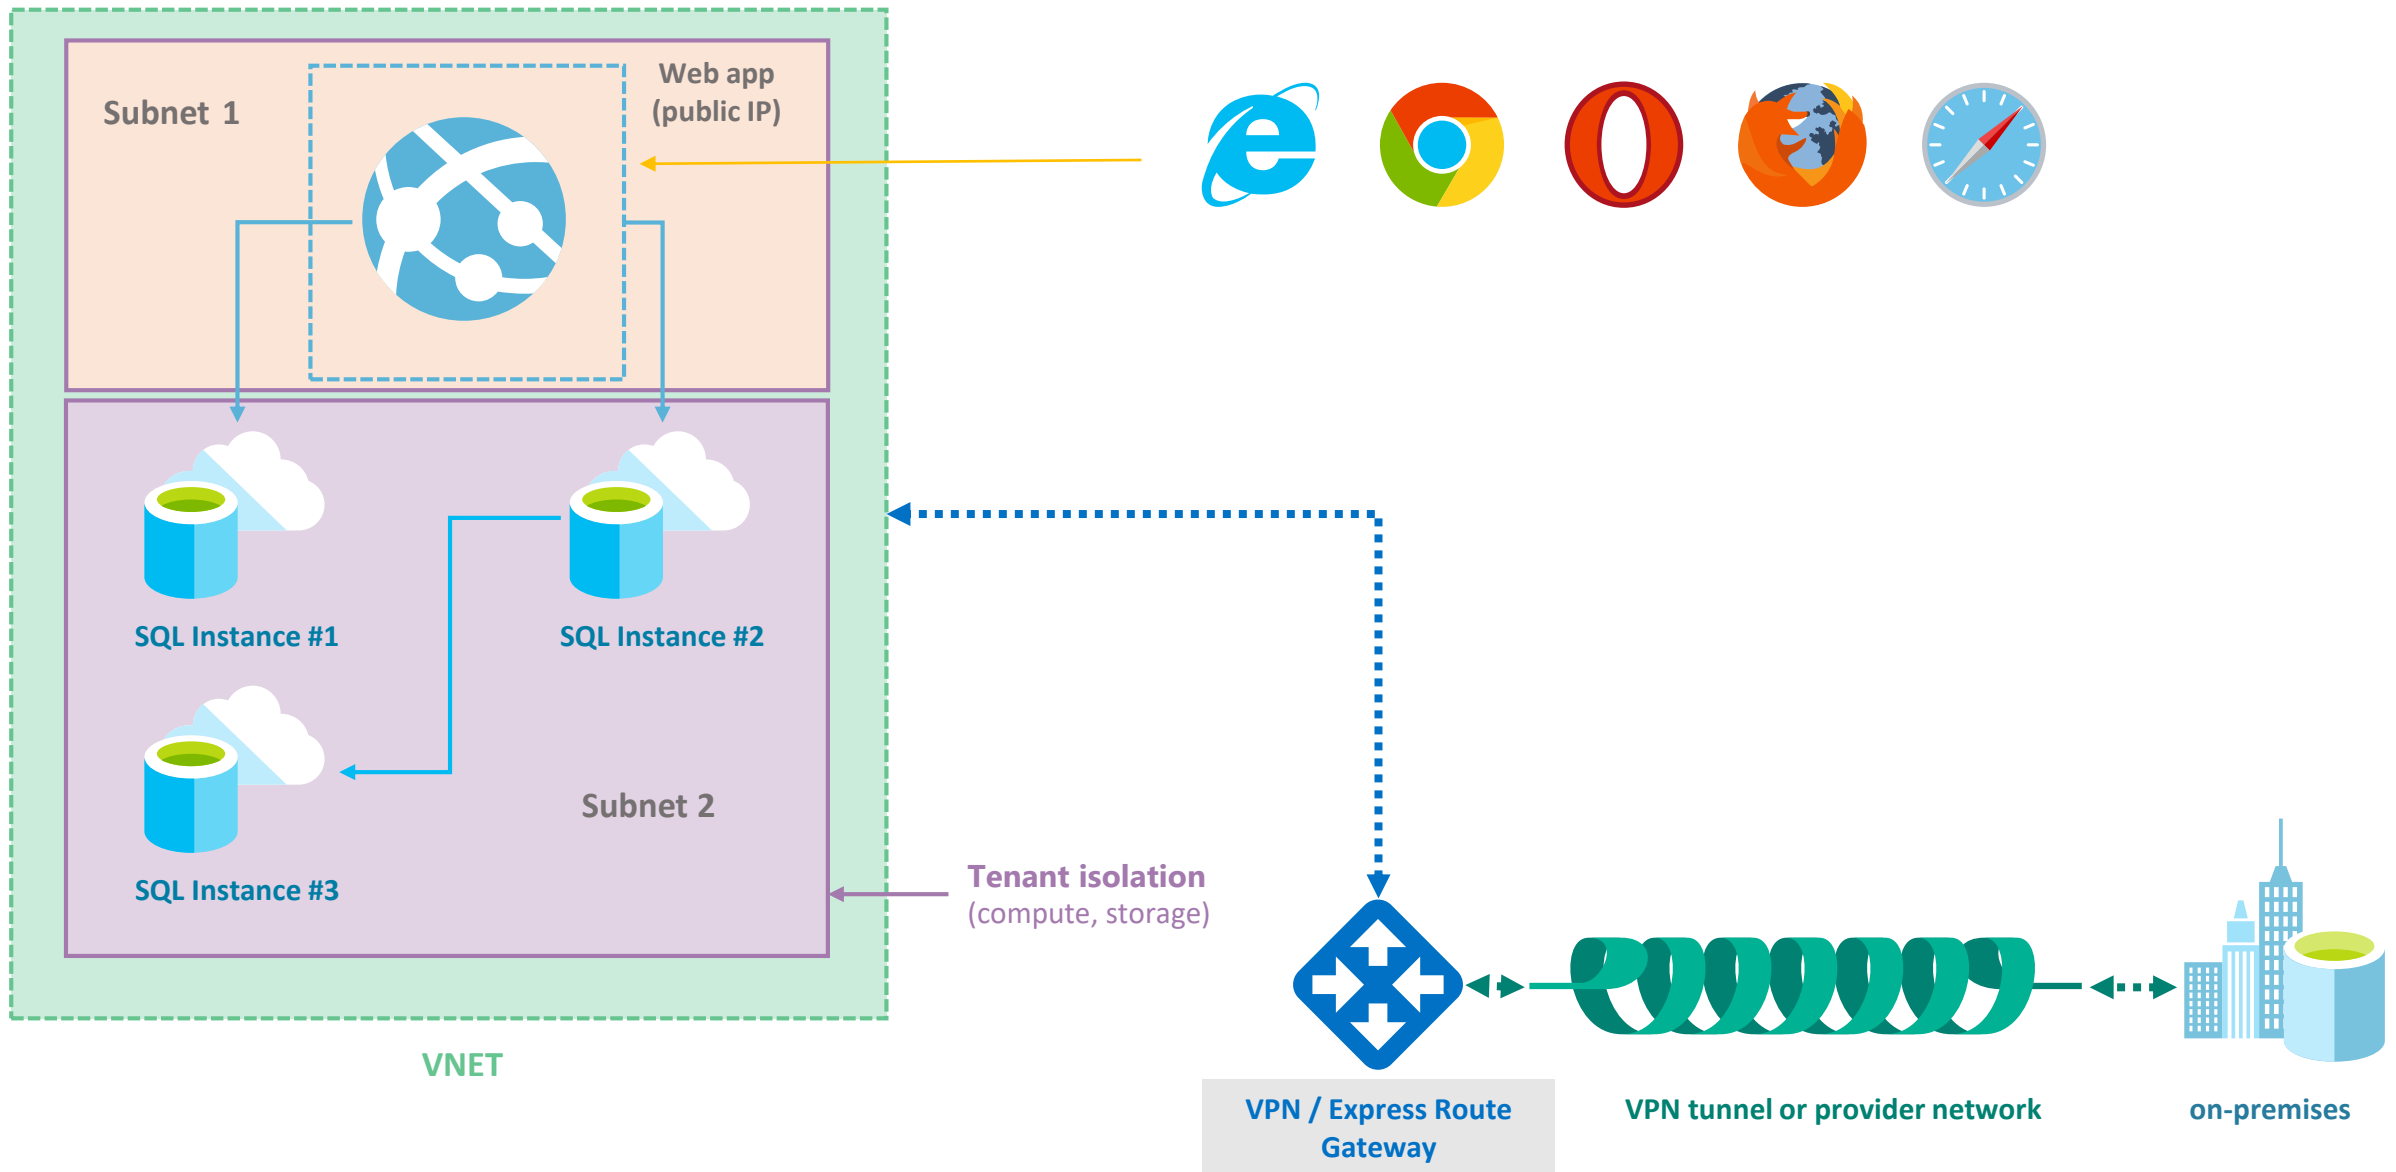 Web app
(public IP)
Subnet 1
SQL Instance #1
SQL Instance #2
Subnet 2
SQL Instance #3
Tenant isolation
(compute, storage)
VNET
VPN / Express Route
Gateway
VPN tunnel or provider network
on-premises